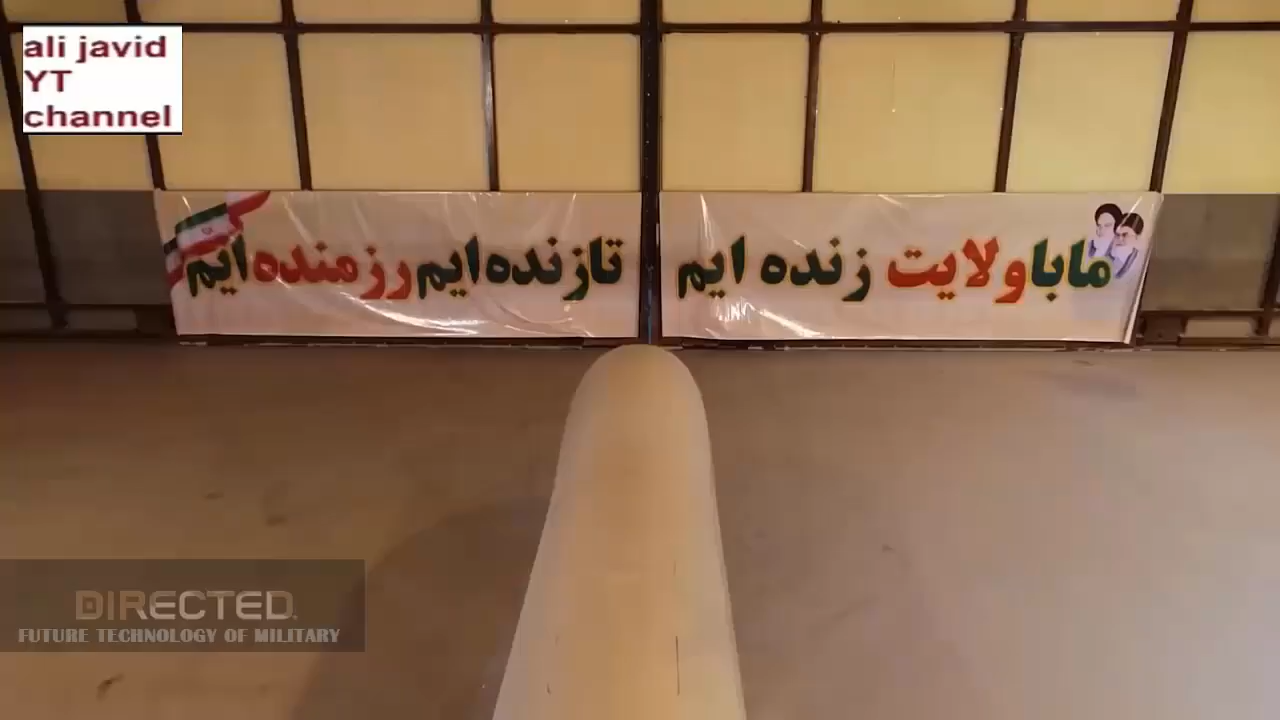 ali javid
YT
channel
ما با ولایت زنده ایم
تا زنده ایم رزمنده ایم
DIRECTED
FUTURE TECHNOLOGY OF MILITARY